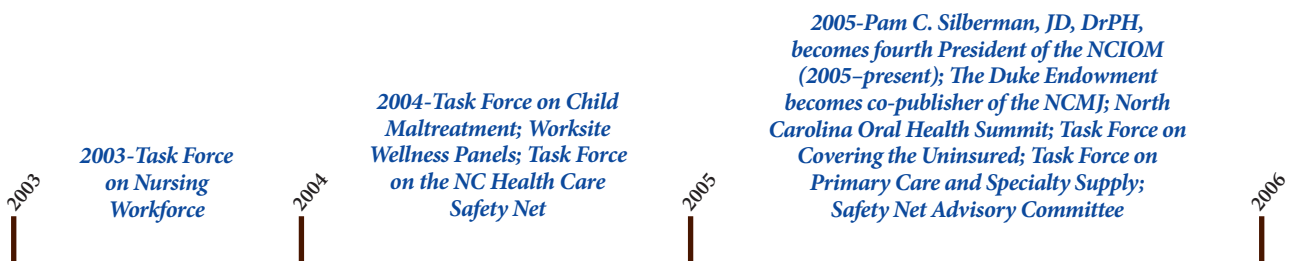 2003
2003-Task Force
on Nursing
Workforce
2004
2004-Task Force on Child
Maltreatment; Worksite
Wellness Panels; Task Force
on the NC Health Care
Safety Net
2005
2005-Pam C. Silberman, JD, DrPH,
becomes fourth President of the NCIOM
(2005–present); The Duke Endowment
becomes co-publisher of the NCMJ; North
Carolina Oral Health Summit; Task Force on
Covering the Uninsured; Task Force on
Primary Care and Specialty Supply;
Safety Net Advisory Committee
2006